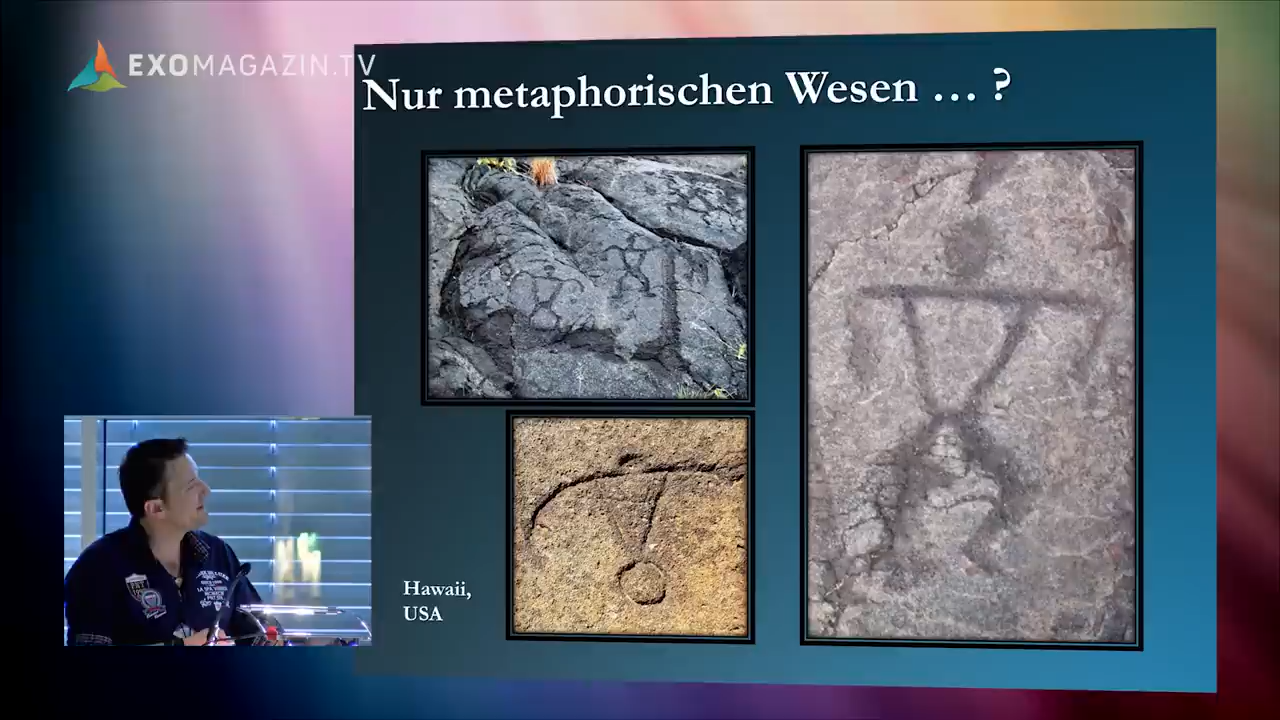 EXOMAGAZIN.TV
Nur metaphorischen Wesen … ?
Hawaii,
USA